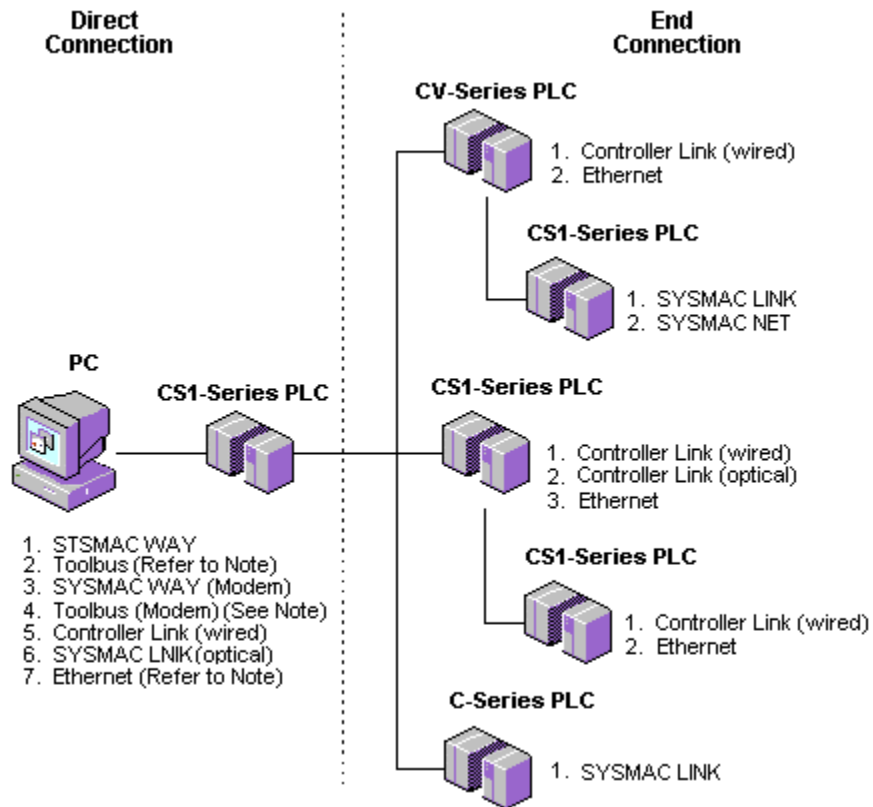 Direct
Connection
End
Connection
CV-Series PLC
1. Controller Link (wired)
2. Ethernet
CS1-Series PLC
1. SYSMAC LINK
2. SYSMAC NET
PC
CS1-Series PLC
1. STSMAC WAY
2. Toolbus (Refer to Note)
3. SYSMAC WAY (Modem)
4. Toolbus (Modem) (See Note)
5. Controller Link (wired)
6. SYSMAC LNIK(optical)
7. Ethernet (Refer to Note)
CS1-Series PLC
1. Controller Link (wired)
2. Controller Link (optical)
3. Ethernet
CS1-Series PLC
1. Controller Link (wired)
2. Ethernet
C-Series PLC
1. SYSMAC LINK